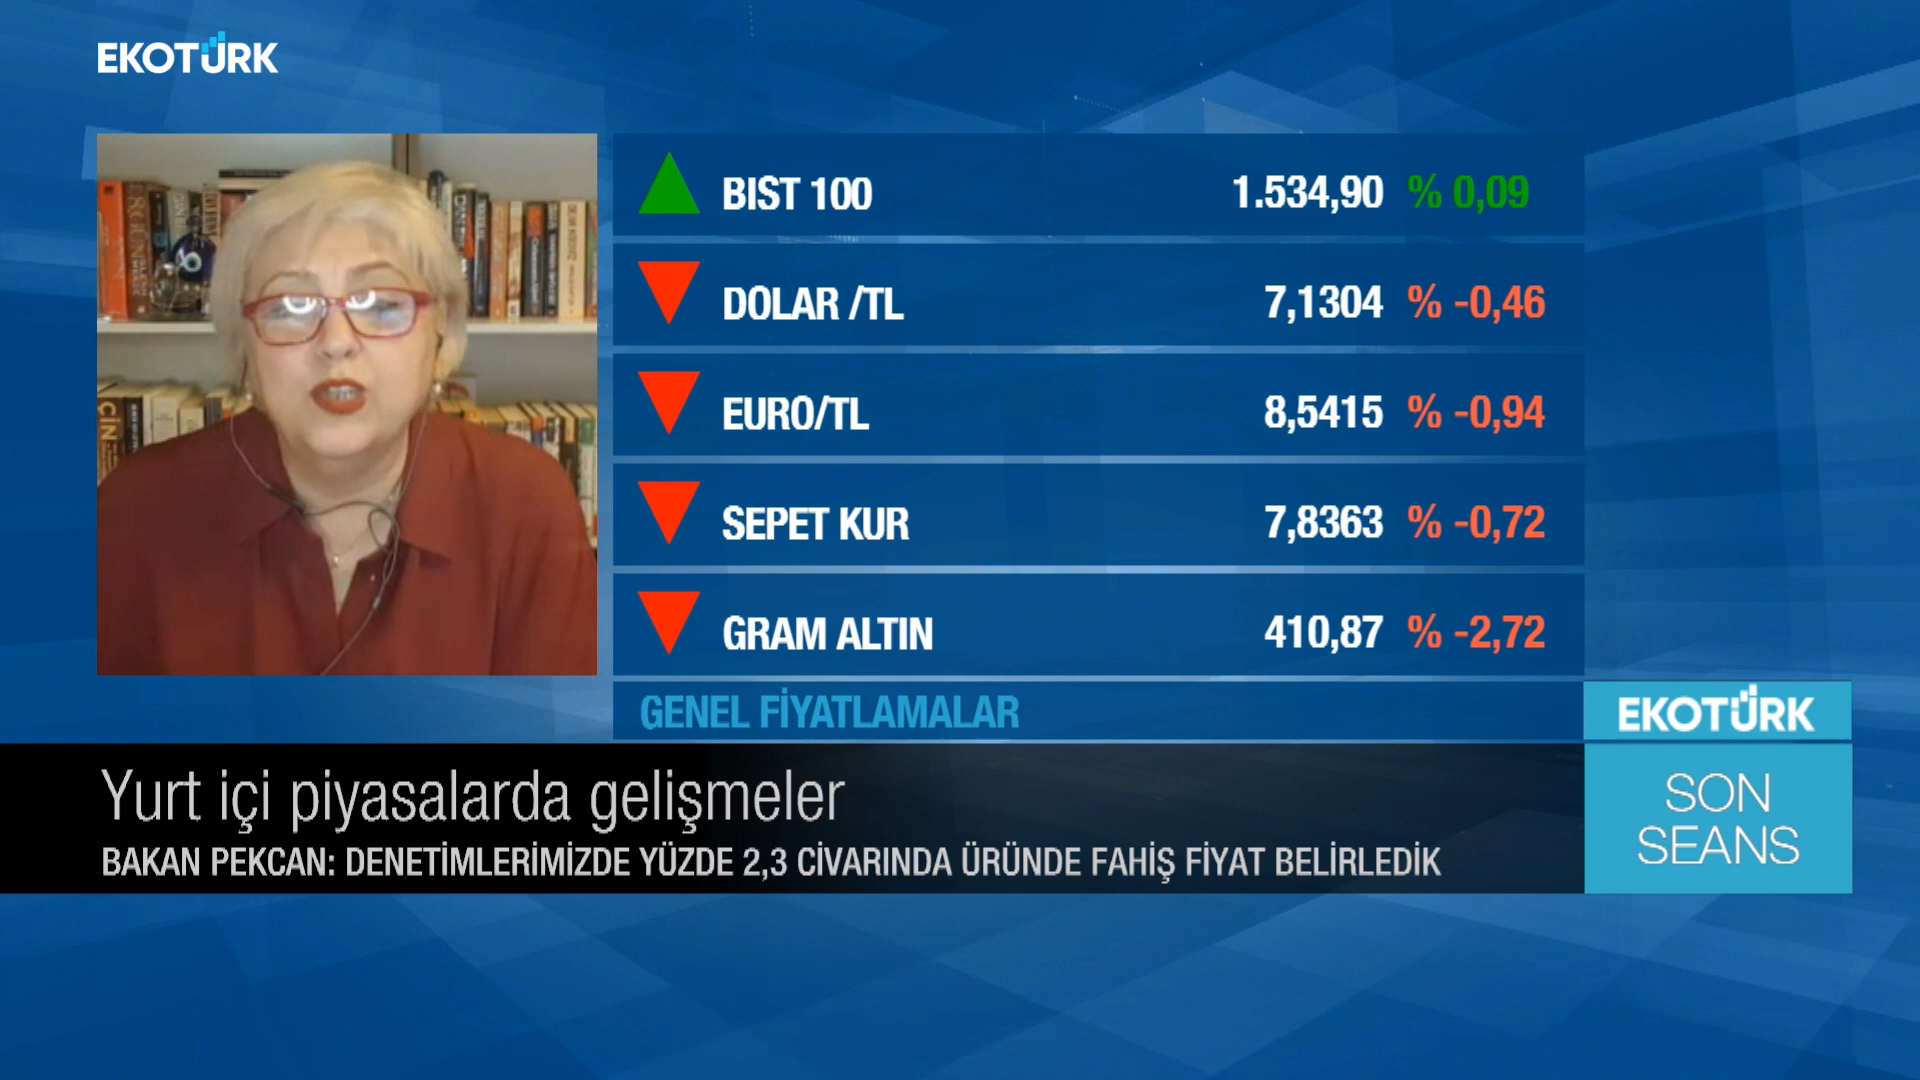 EKOTÜRK
BIST 100 1.534,90 % 0,09
DOLAR /TL 7,1304 % -0,46
EURO/TL 8,5415 % -0,94
SEPET KUR 7,8363 % -0,72
GRAM ALTIN 410,87 % -2,72
GENEL FİYATLAMALAR
EKOTÜRK
Yurt içi piyasalarda gelişmeler
BAKAN PEKCAN: DENETİMLERİMİZDE YÜZDE 2,3 CİVARINDA ÜRÜNDE FAHİŞ FİYAT BELİRLEDİK
SON
SEANS
ÇİN